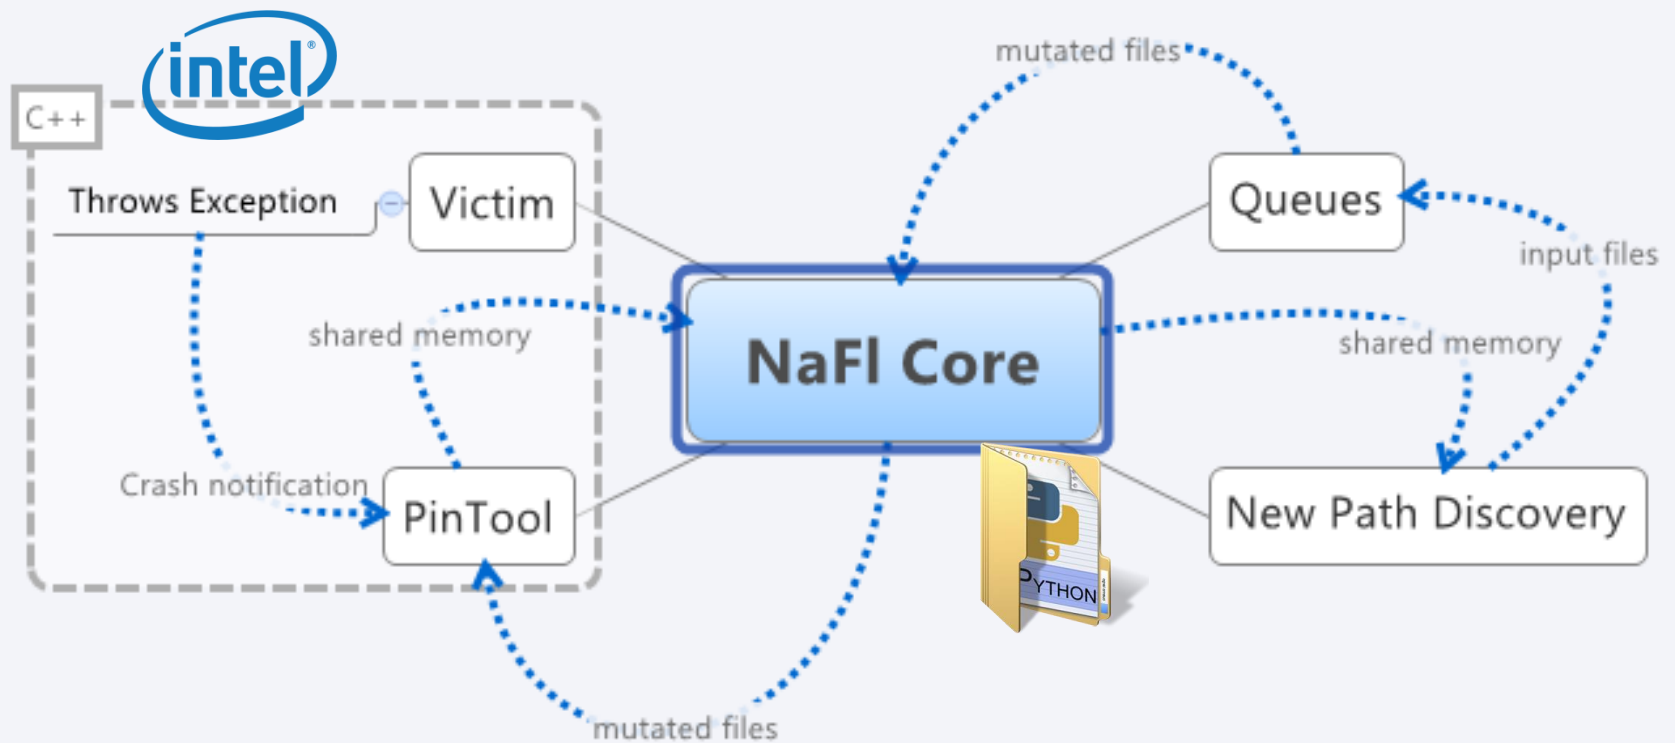 intel®
C++
Throws Exception
Victim
shared memory
Crash notification
PinTool
mutated files
Queues
input files
NaFl Core
shared memory
New Path Discovery
PYTHON
mutated files